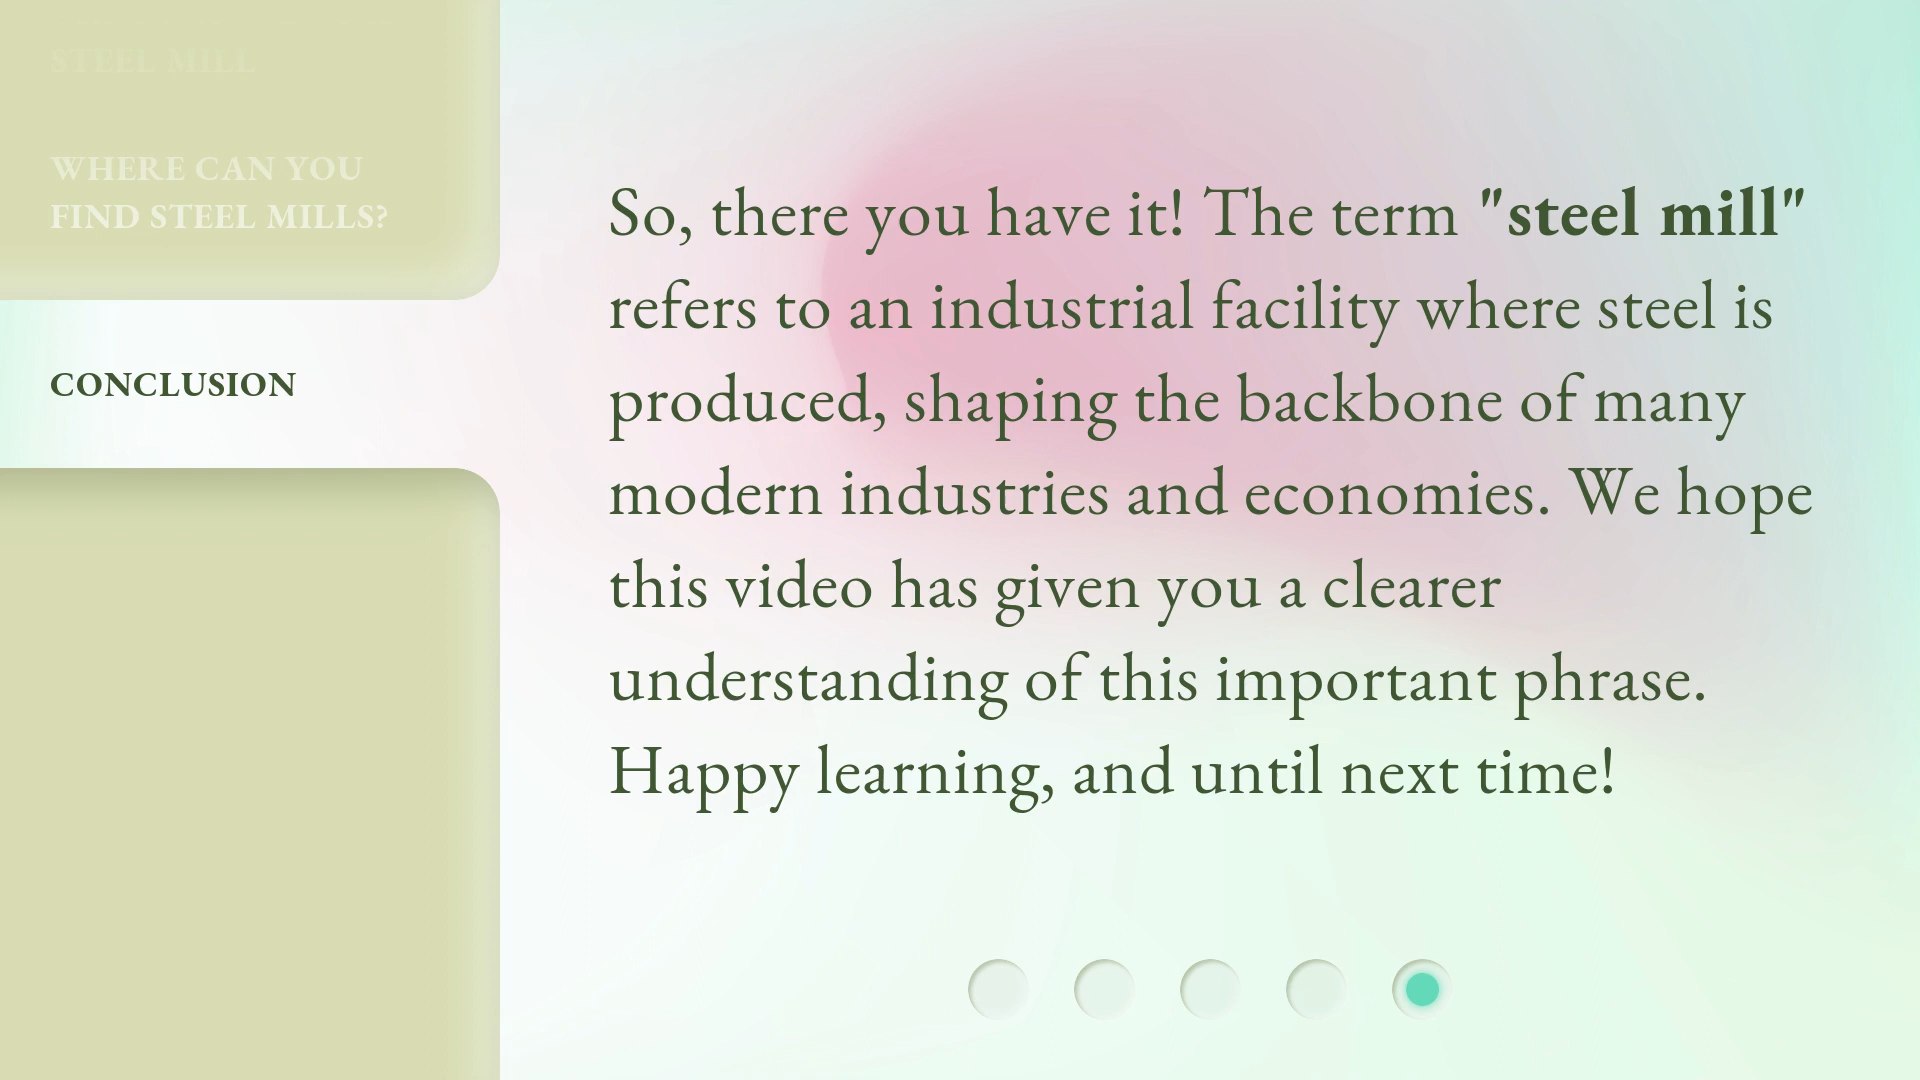 STEEL MILL
WHERE CAN YOU
FIND STEEL MILLS?
CONCLUSION
So, there you have it! The term "steel mill"
refers to an industrial facility where steel is
produced, shaping the backbone of many
modern industries and economies. We hope
this video has given you a clearer
understanding of this important phrase.
Happy learning, and until next time!